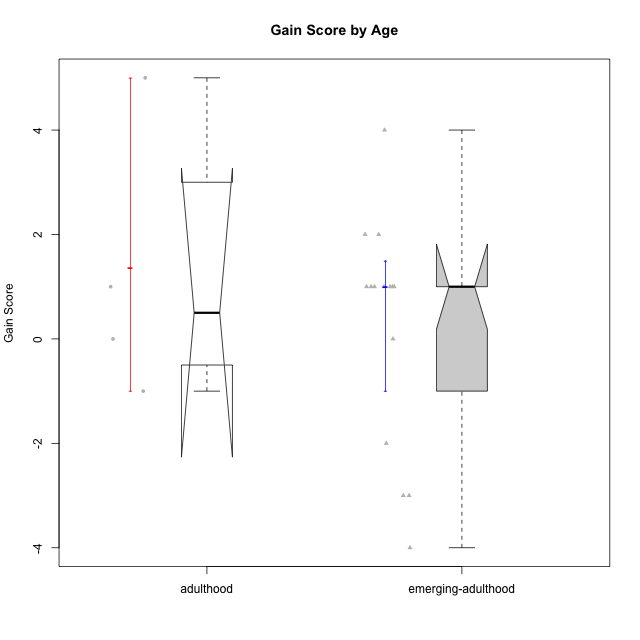 Gain Score by Age
Gain Score
4
2
0
-2
-4
adulthood
emerging-adulthood